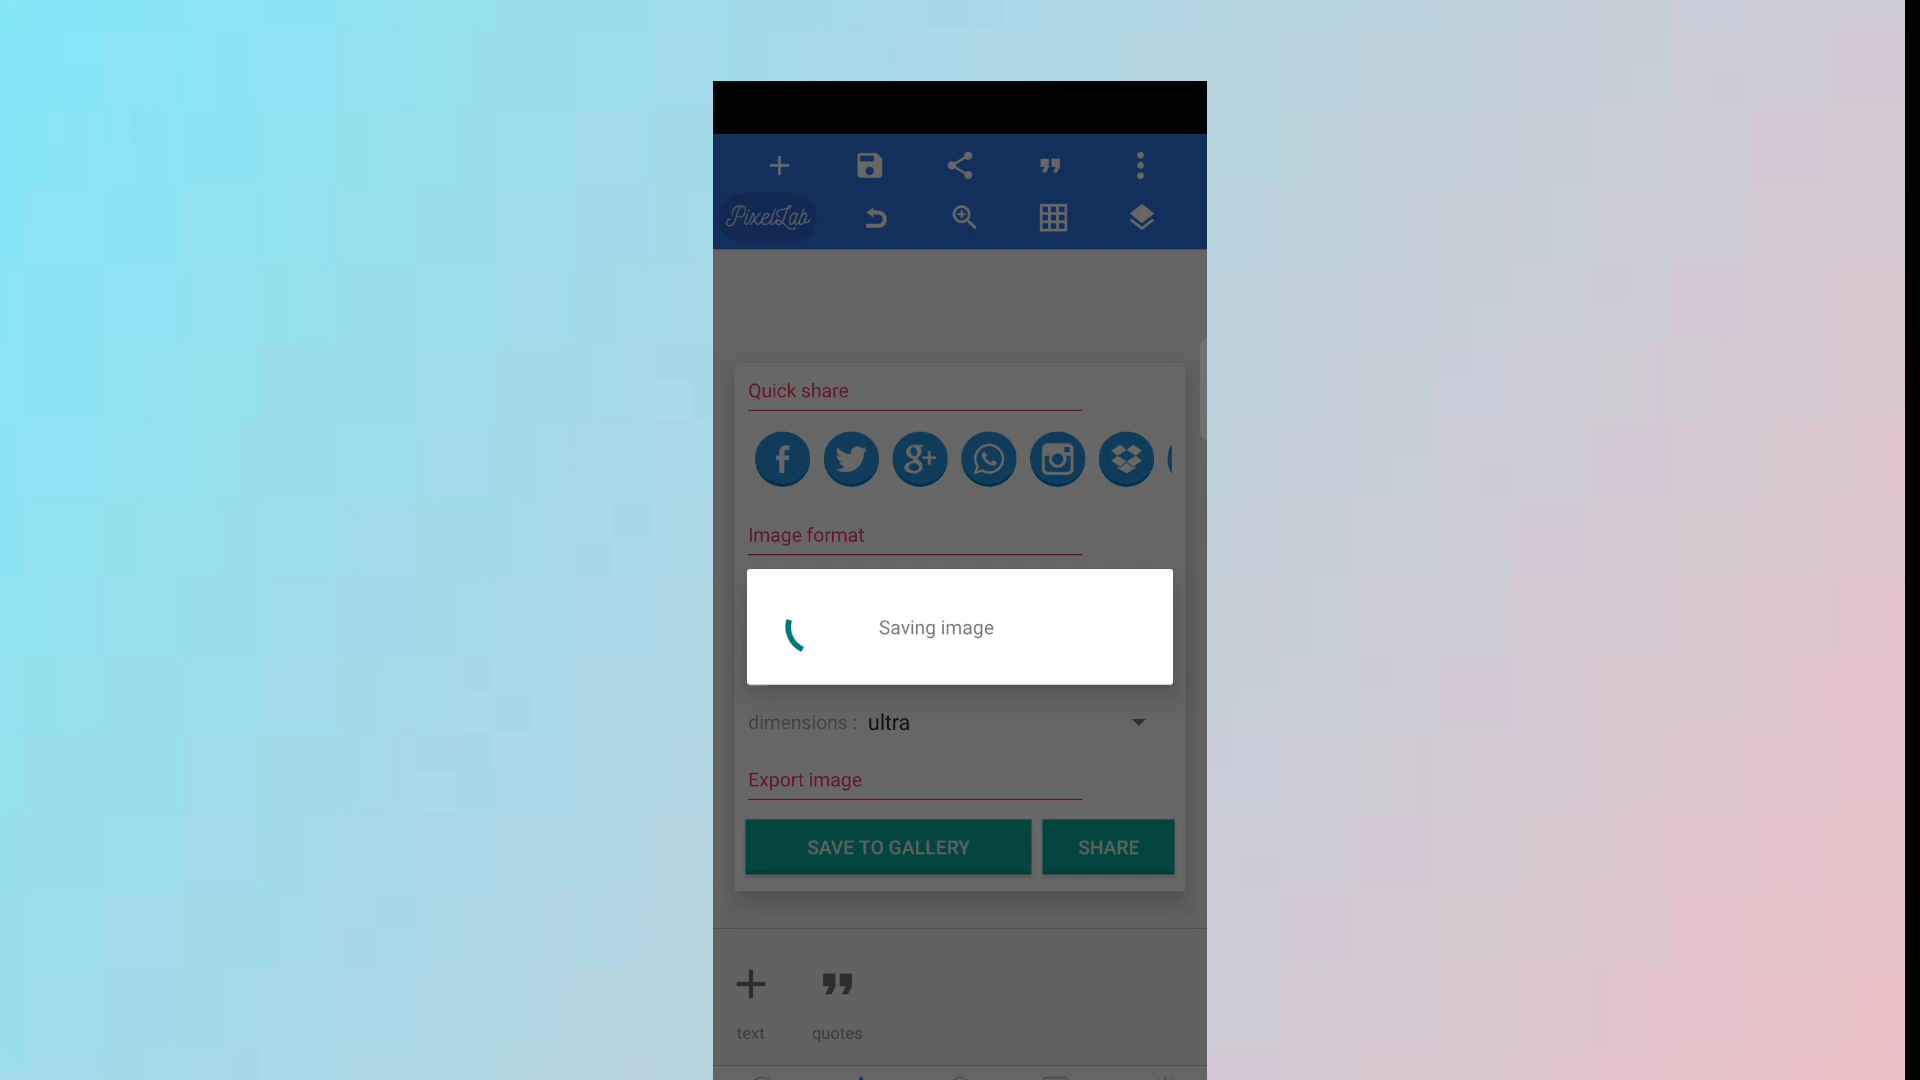 PixelLab
Quick share
Image format
Saving image
dimensions : ultra
Export image
SAVE TO GALLERY SHARE
text quotes